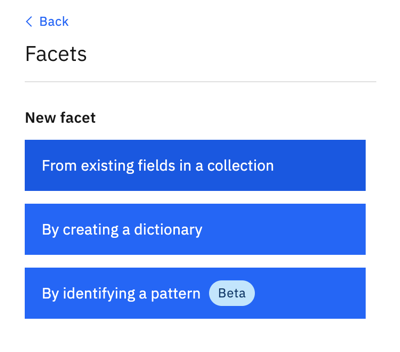 Back
Facets
New facet
From existing fields in a collection
By creating a dictionary
By identifying a pattern Beta